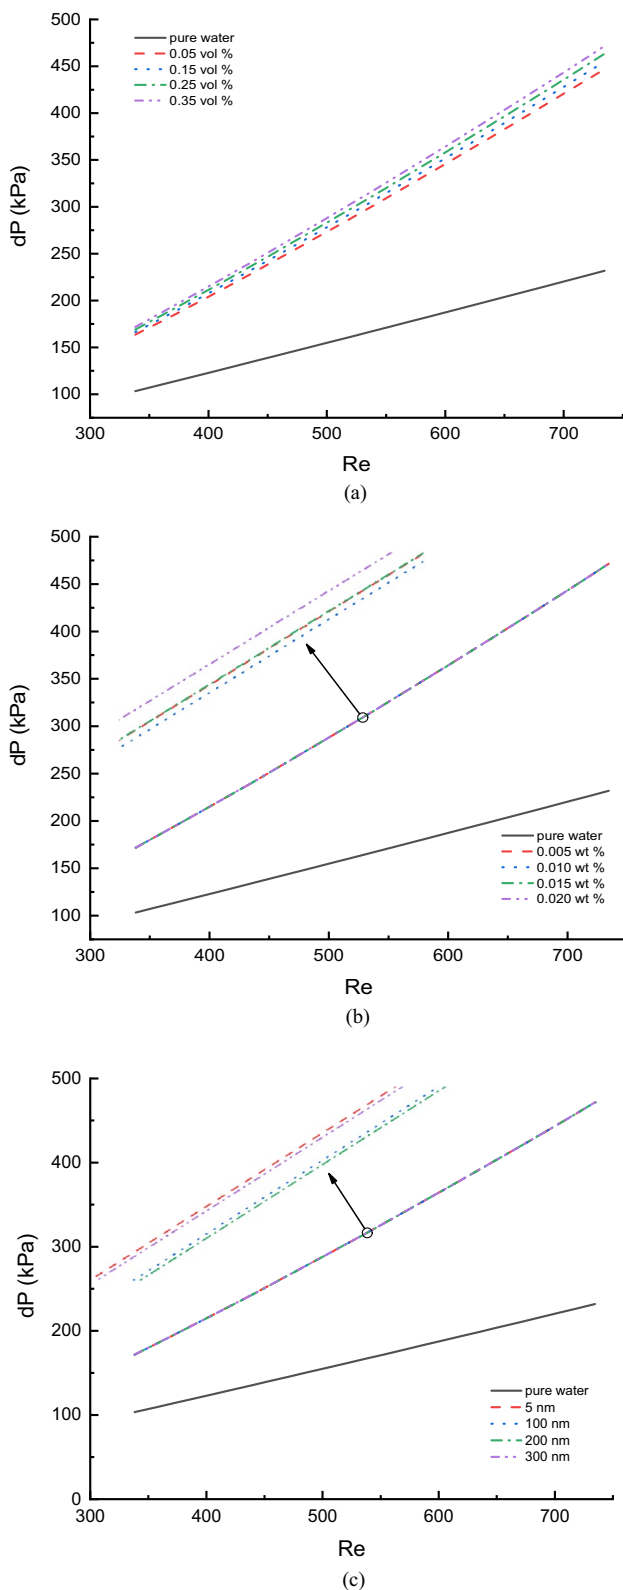 500
450
400
350
300
250
200
150
100
dP (kPa)
pure water
0.05 vol %
0.15 vol %
0.25 vol %
0.35 vol %
300 400 500 600 700
Re
(a)
500
450
400
350
300
250
200
150
100
dP (kPa)
pure water
0.005 wt %
0.010 wt %
0.015 wt %
0.020 wt %
300 400 500 600 700
Re
(b)
500
400
300
200
100
0
dP (kPa)
pure water
5 nm
100 nm
200 nm
300 nm
300 400 500 600 700
Re
(c)